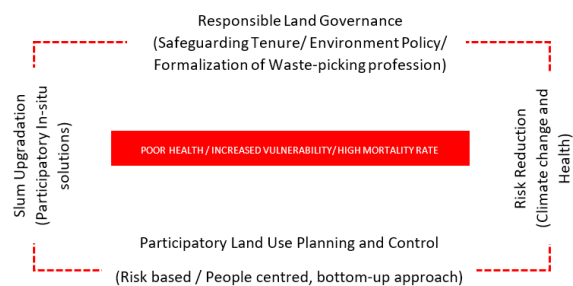 Responsible Land Governance
(Safeguarding Tenure/ Environment Policy/
Formalization of Waste-picking profession)
Slum Upgradation
(Participatory In-situ
solutions)
POOR HEALTH / INCREASED VULNERABILITY/ HIGH MORTALITY RATE
Risk Reduction
(Climate change and
Health)
Participatory Land Use Planning and Control
(Risk based / People centred, bottom-up approach)